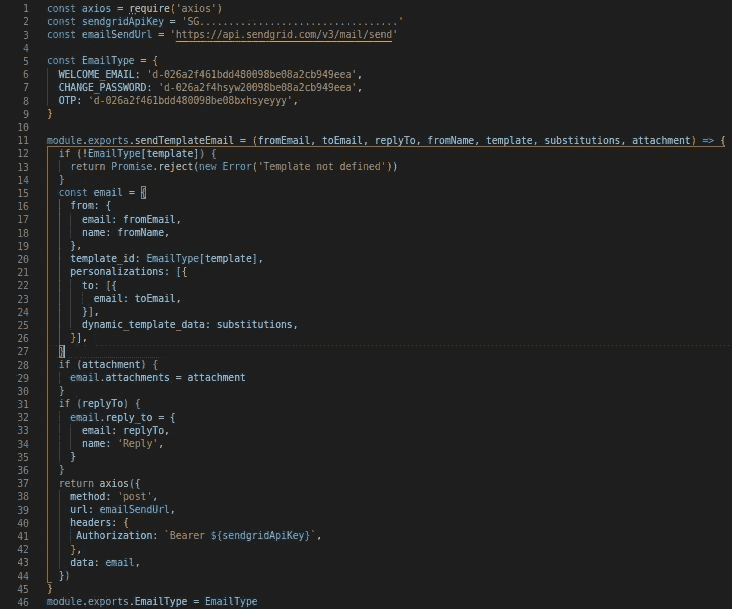 1 const axios = require('axios')
2 const sendgridApiKey = 'SG..................................'
3 const emailSendUrl = 'https://api.sendgrid.com/v3/mail/send'
4
5 const EmailType = {
6   WELCOME_EMAIL: 'd-026a2f461bdd480098be08a2cb949eea',
7   CHANGE_PASSWORD: 'd-026a2f4hsyw20098be08a2cb949eea',
8   OTP: 'd-026a2f461bdd480098be08bxhsyeyyy',
9 }
10
11 module.exports.sendTemplateEmail = (fromEmail, toEmail, replyTo, fromName, template, substitutions, attachment) => {
12   if (!EmailType[template]) {
13     return Promise.reject(new Error('Template not defined'))
14   }
15   const email = {
16     from: {
17       email: fromEmail,
18       name: fromName,
19     },
20     template_id: EmailType[template],
21     personalizations: [{
22       to: [{
23         email: toEmail,
24       }],
25       dynamic_template_data: substitutions,
26     }],
27   }
28   if (attachment) {
29     email.attachments = attachment
30   }
31   if (replyTo) {
32     email.reply_to = {
33       email: replyTo,
34       name: 'Reply',
35     }
36   }
37   return axios({
38     method: 'post',
39     url: emailSendUrl,
40     headers: {
41      Authorization: `Bearer ${sendgridApiKey}`,
42     },
43     data: email,
44   })
45 }
46 module.exports.EmailType = EmailType